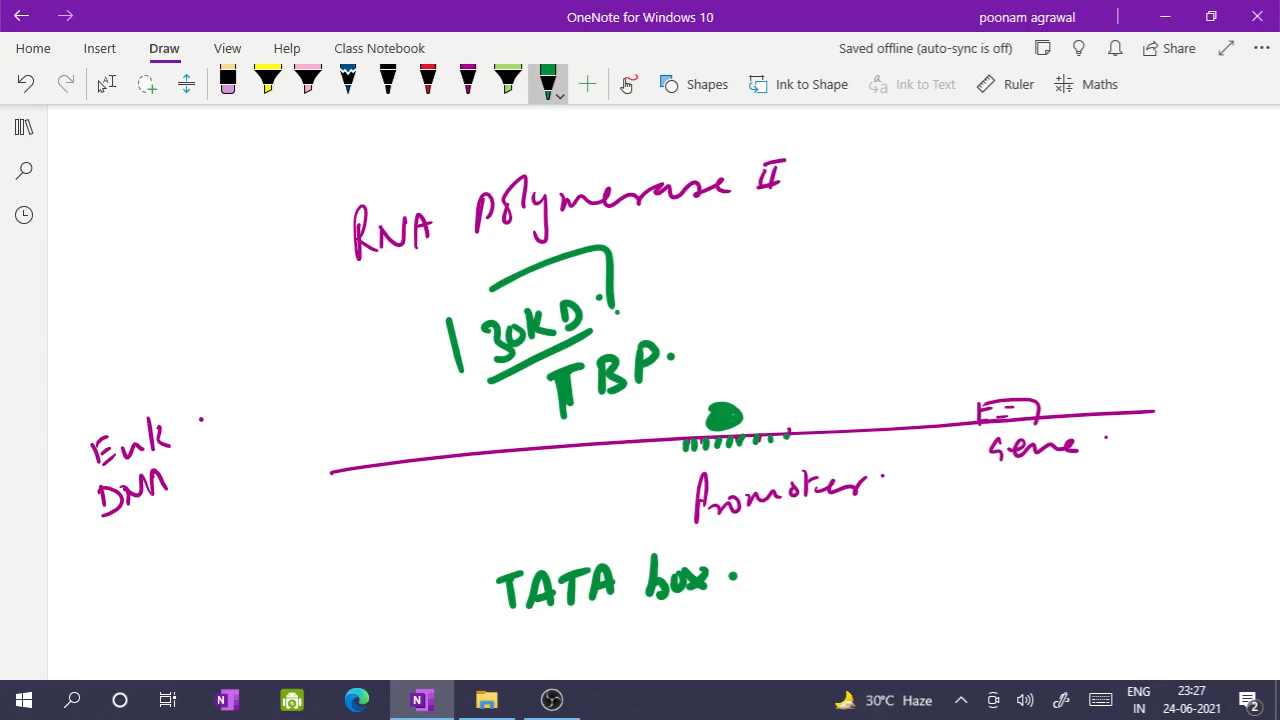 OneNote for Windows 10
poonam agrawal
Home Insert Draw View Help Class Notebook
Saved offline (auto-sync is off)
Share
Shapes
Ink to Shape
Ink to Text
Ruler
Maths
RNA polymerase II
30KD
TBP.
Euk
DNA
Gene
Promoter
TATA box.
30°C Haze
ENG
IN
23:27
24-06-2021
2